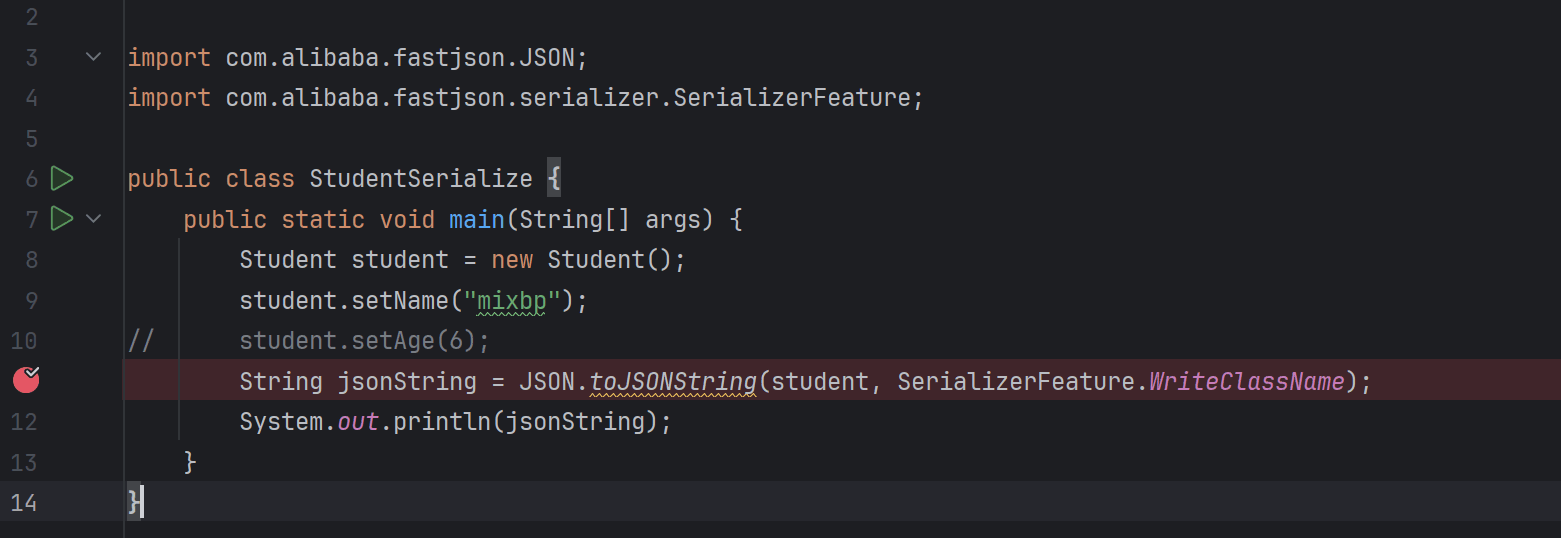 2
3 import com.alibaba.fastjson.JSON;
4 import com.alibaba.fastjson.serializer.SerializerFeature;
5
6 public class StudentSerialize {
7     public static void main(String[] args) {
8         Student student = new Student();
9         student.setName("mixbp");
10 //      student.setAge(6);
        String jsonString = JSON.toJSONString(student, SerializerFeature.WriteClassName);
12         System.out.println(jsonString);
13     }
14 }